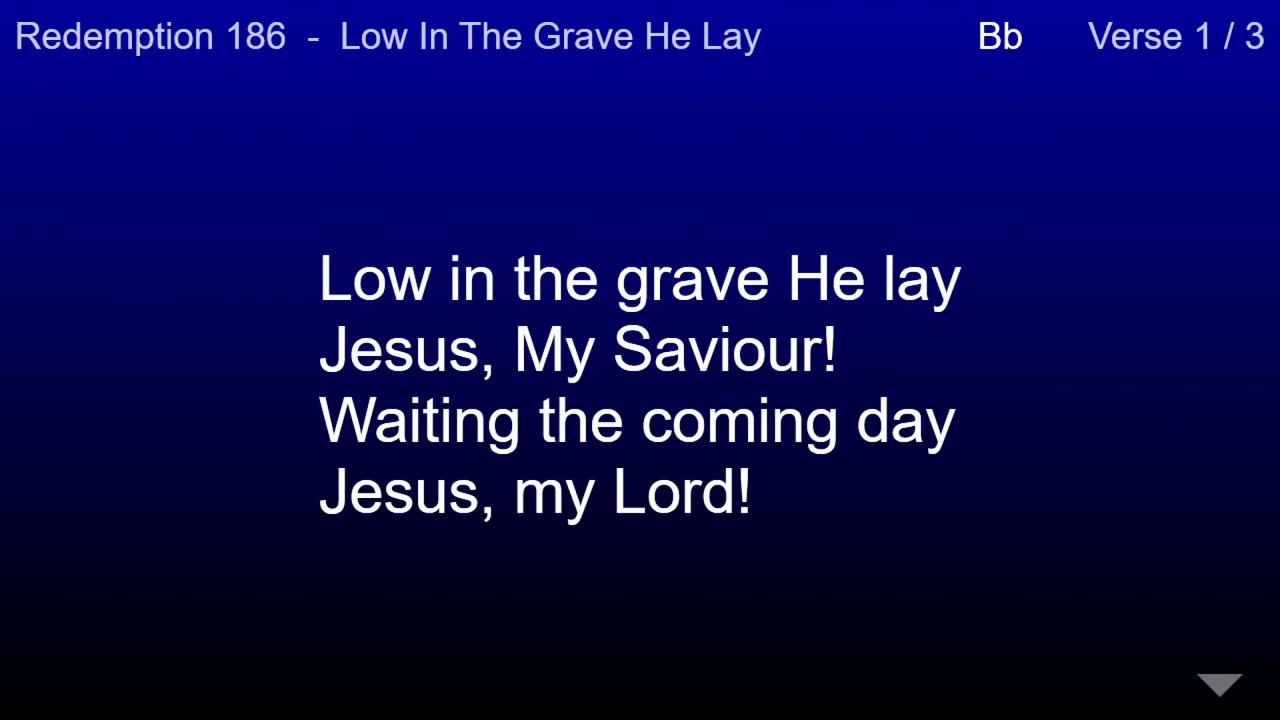 Redemption 186  -  Low In The Grave He Lay Bb Verse 1 / 3
Low in the grave He lay
Jesus, My Saviour!
Waiting the coming day
Jesus, my Lord!